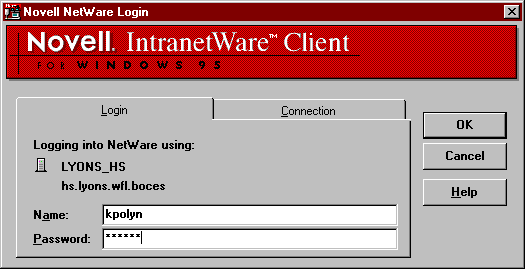 Novell NetWare Login
Novell. IntranetWare™ Client
FOR WINDOWS 95
Login
Connection
Logging into NetWare using:
LYONS_HS
hs.lyons.wfl.boces
Name:
kpolyn
Password:
******
OK
Cancel
Help